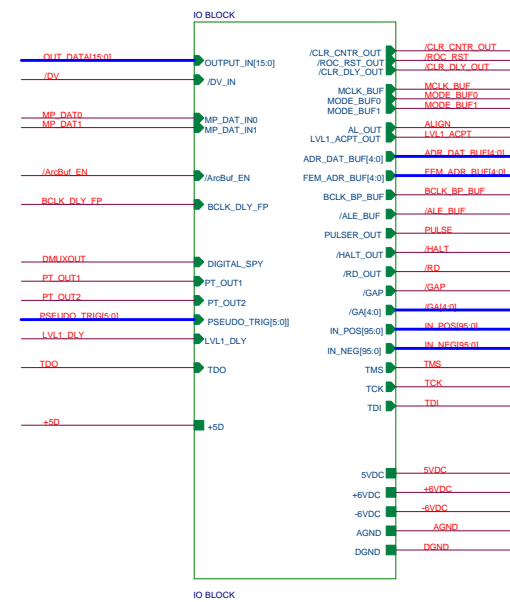 IO BLOCK
OUT_DATA[15:0] OUTPUT_IN[15:0]
/DV /DV_IN
MP_DAT0 MP_DAT_IN0
MP_DAT1 MP_DAT_IN1
/ArcBuf_EN /ArcBuf_EN
BCLK_DLY_FP BCLK_DLY_FP
DMUXOUT DIGITAL_SPY
PT_OUT1 PT_OUT1
PT_OUT2 PT_OUT2
PSEUDO_TRIG[5:0] PSEUDO_TRIG[5:0]]
LVL1_DLY LVL1_DLY
TDO TDO
+5D +5D
/CLR_CNTR_OUT /CLR_CNTR_OUT
/ROC_RST_OUT /ROC_RST
/CLR_DLY_OUT /CLR_DLY_OUT
MCLK_BUF MCLK_BUF
MODE_BUF0 MODE_BUF0
MODE_BUF1 MODE_BUF1
AL_OUT ALIGN
LVL1_ACPT_OUT LVL1_ACPT
ADR_DAT_BUF[4:0] ADR_DAT_BUF[4:0]
FEM_ADR_BUF[4:0] FEM_ADR_BUF[4:0]
BCLK_BP_BUF BCLK_BP_BUF
/ALE_BUF /ALE_BUF
PULSER_OUT PULSE
/HALT_OUT /HALT
/RD_OUT /RD
/GAP /GAP
/GA[4:0] /GA[4:0]
IN_POS[95:0] IN_POS[95:0]
IN_NEG[95:0] IN_NEG[95:0]
TMS TMS
TCK TCK
TDI TDI
5VDC 5VDC
+6VDC +6VDC
-6VDC -6VDC
AGND AGND
DGND DGND
IO BLOCK